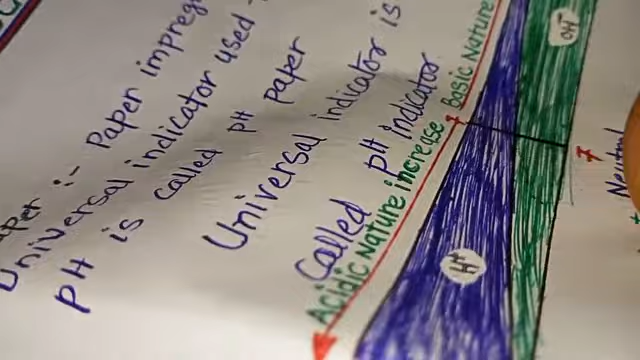 :- Paper impreg
Universal indicator used
pH is called pH paper
Universal indicator is
Called pH indicator
Acidic Nature increase
Basic Nature
OH⁻
H⁺
7